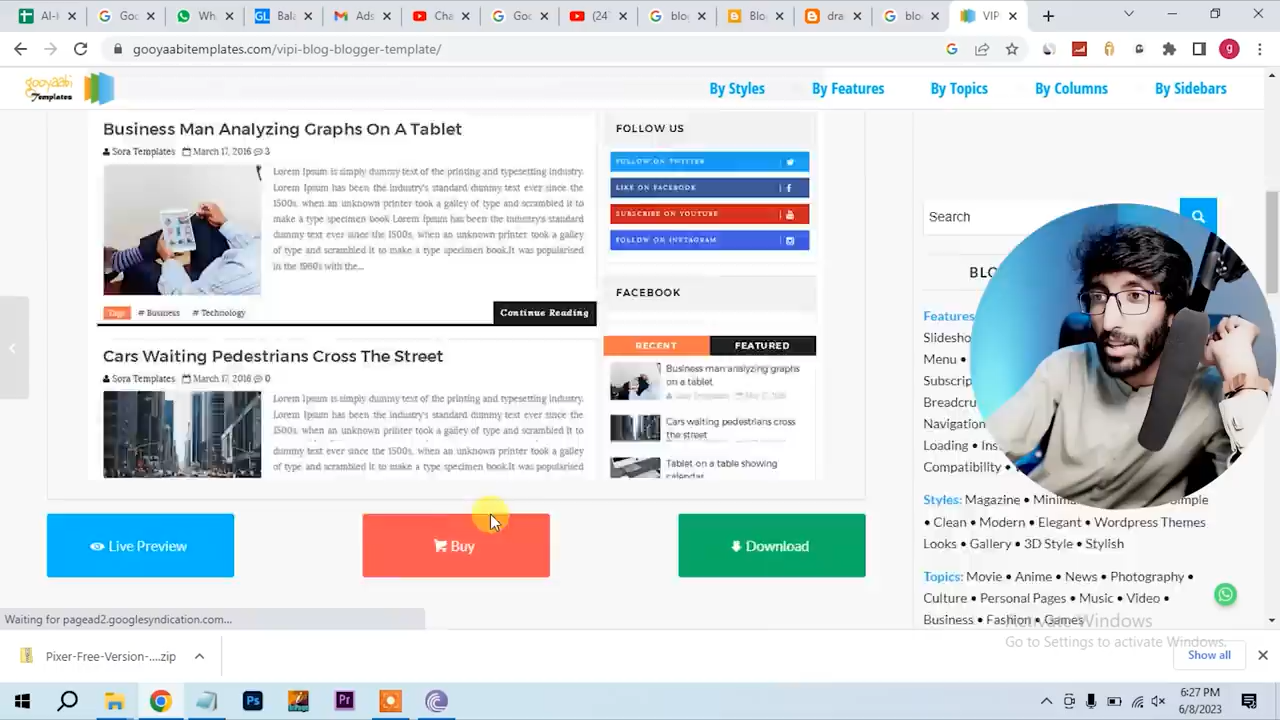 AI-H
Goo
Wha
GL Bala
Ads
Cha
Goo
(24
blog
Blo
dra
blo
VIP
gooyaabitemplates.com/vipi-blog-blogger-template/
gooyaabi
Templates
By Styles
By Features
By Topics
By Columns
By Sidebars
Business Man Analyzing Graphs On A Tablet
Sora Templates March 17, 2016 3
Lorem Ipsum is simply dummy text of the printing and typesetting industry.
Lorem Ipsum has been the industry's standard dummy text ever since the
1500s, when an unknown printer took a galley of type and scrambled it to
make a type specimen book Lorem Ipsum has been the industry's standard
dummy text ever since the 1500s, when an unknown printer took a galley
of type and scrambled it to make a type specimen book.It was popularised
in the 1960s with the...
Tags # Business # Technology
Continue Reading
Cars Waiting Pedestrians Cross The Street
Sora Templates March 17, 2016 0
Lorem Ipsum is simply dummy text of the printing and typesetting industry.
Lorem Ipsum has been the industry's standard dummy text ever since the
1500s, when an unknown printer took a galley of type and scrambled it to
dummy text ever since the 1500s, when an unknown printer took a galley
of type and scrambled it to make a type specimen book.It was popularised
FOLLOW US
FOLLOW ON TWITTER
LIKE ON FACEBOOK
SUBSCRIBE ON YOUTUBE
FOLLOW ON INSTAGRAM
FACEBOOK
RECENT
FEATURED
Business man analyzing graphs
on a tablet
Cars waiting pedestrians cross
the street
Tablet on a table showing
calendar
Live Preview
Buy
Download
Search
BLO
Features
Slidesho
Menu •
Subscrip
Breadcru
Navigation
Loading • Ins
Compatibility •
Styles: Magazine • Minima Simple
• Clean • Modern • Elegant • Wordpress Themes
Looks • Gallery • 3D Style • Stylish
Topics: Movie • Anime • News • Photography •
Culture • Personal Pages • Music • Video •
Business • Fashion • Games
Activate Windows
Go to Settings to activate Windows.
Waiting for pagead2.googlesyndication.com...
Pixer-Free-Version-....zip
Show all
Ps
Pr
6:27 PM
6/8/2023